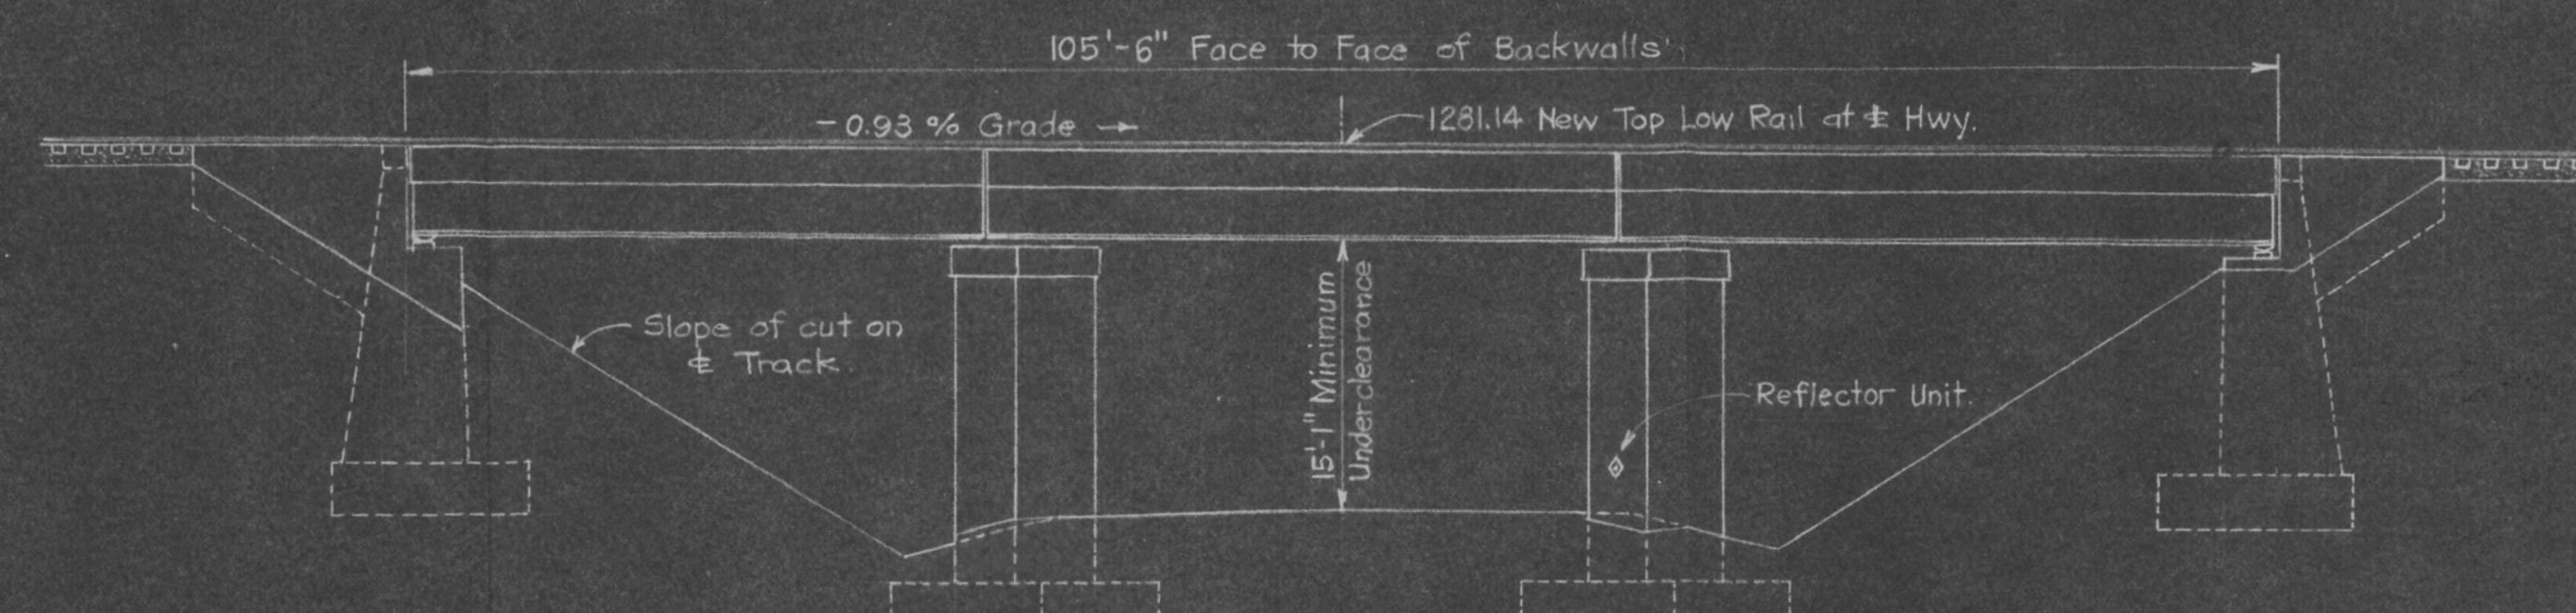 105'-6" Face to Face of Backwalls
-0.93 % Grade →
1281.14 New Top Low Rail at ℄ Hwy.
Slope of cut on
℄ Track.
15'-1" Minimum
Underclearance
Reflector Unit.